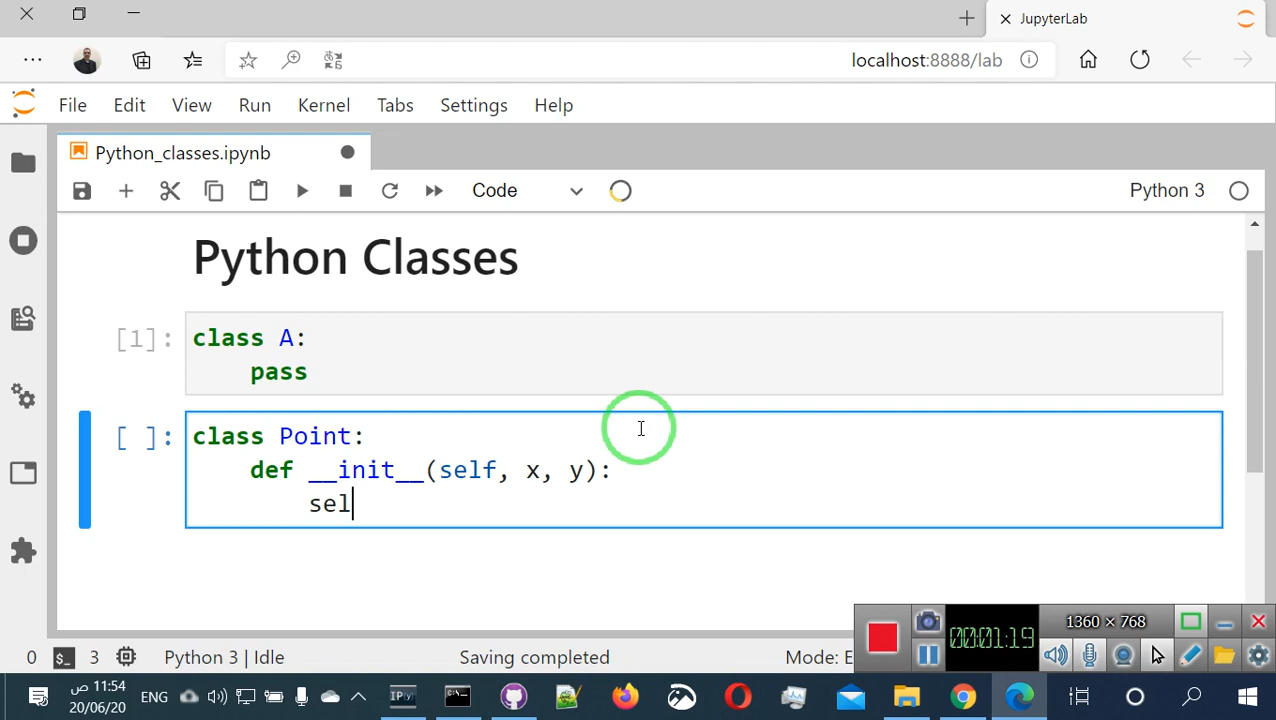 JupyterLab
localhost:8888/lab
File Edit View Run Kernel Tabs Settings Help
Python_classes.ipynb
Code
Python 3
Python Classes
[1]: class A:
pass
[ ]: class Point:
def __init__(self, x, y):
sel
1360 × 768
00:01:19
0 3 Python 3 | Idle Saving completed Mode: E
11:54 ص
20/06/20
ENG
IPy